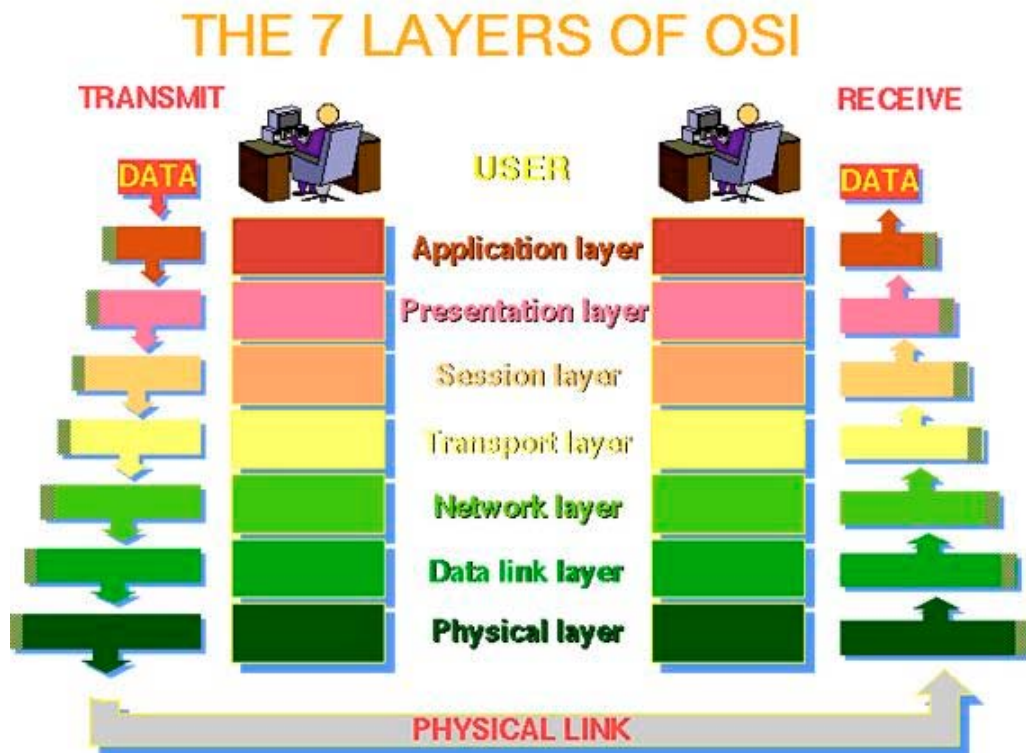 THE 7 LAYERS OF OSI
TRANSMIT
RECEIVE
DATA
USER
DATA
Application layer
Presentation layer
Session layer
Transport layer
Network layer
Data link layer
Physical layer
PHYSICAL LINK